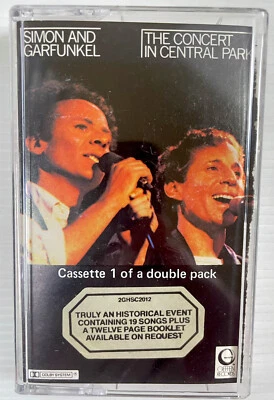 SIMON AND
GARFUNKEL
THE CONCERT
IN CENTRAL PARK
Cassette 1 of a double pack
2GHSC2012
TRULY AN HISTORICAL EVENT
CONTAINING 19 SONGS PLUS
A TWELVE PAGE BOOKLET
AVAILABLE ON REQUEST
DOLBY SYSTEM